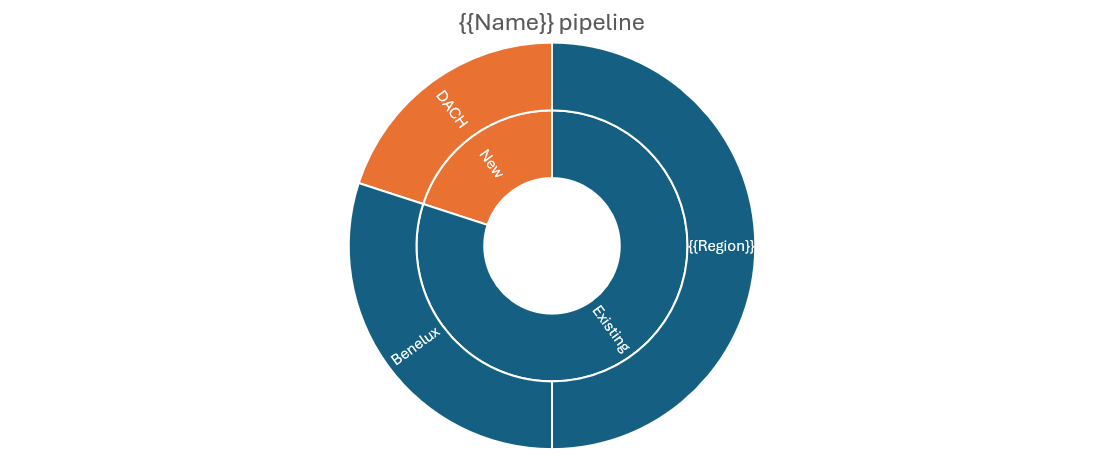 {{Name}} pipeline
DACH
New
{{Region}}
Existing
Benelux